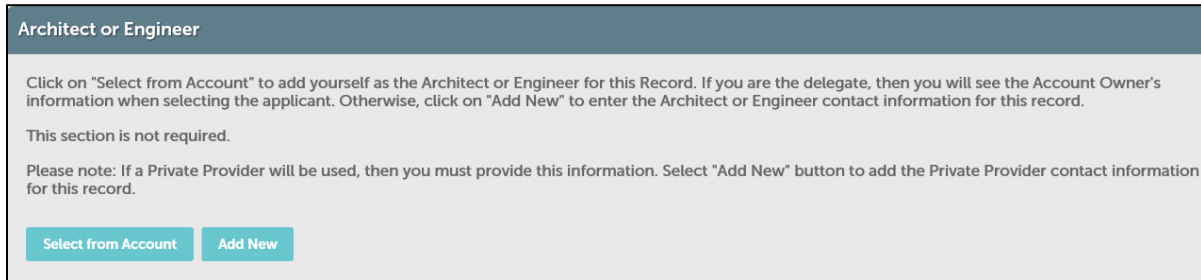 Architect or Engineer
Click on "Select from Account" to add yourself as the Architect or Engineer for this Record. If you are the delegate, then you will see the Account Owner's
information when selecting the applicant. Otherwise, click on "Add New" to enter the Architect or Engineer contact information for this record.
This section is not required.
Please note: If a Private Provider will be used, then you must provide this information. Select "Add New" button to add the Private Provider contact information
for this record.
Select from Account Add New